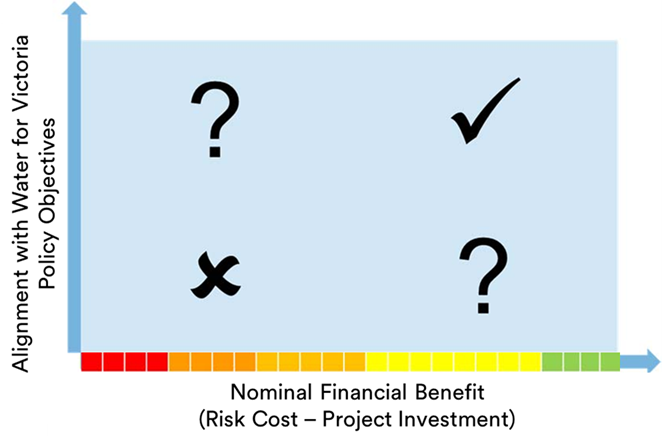 Alignment with Water for Victoria
Policy Objectives
?
?
Nominal Financial Benefit
(Risk Cost – Project Investment)